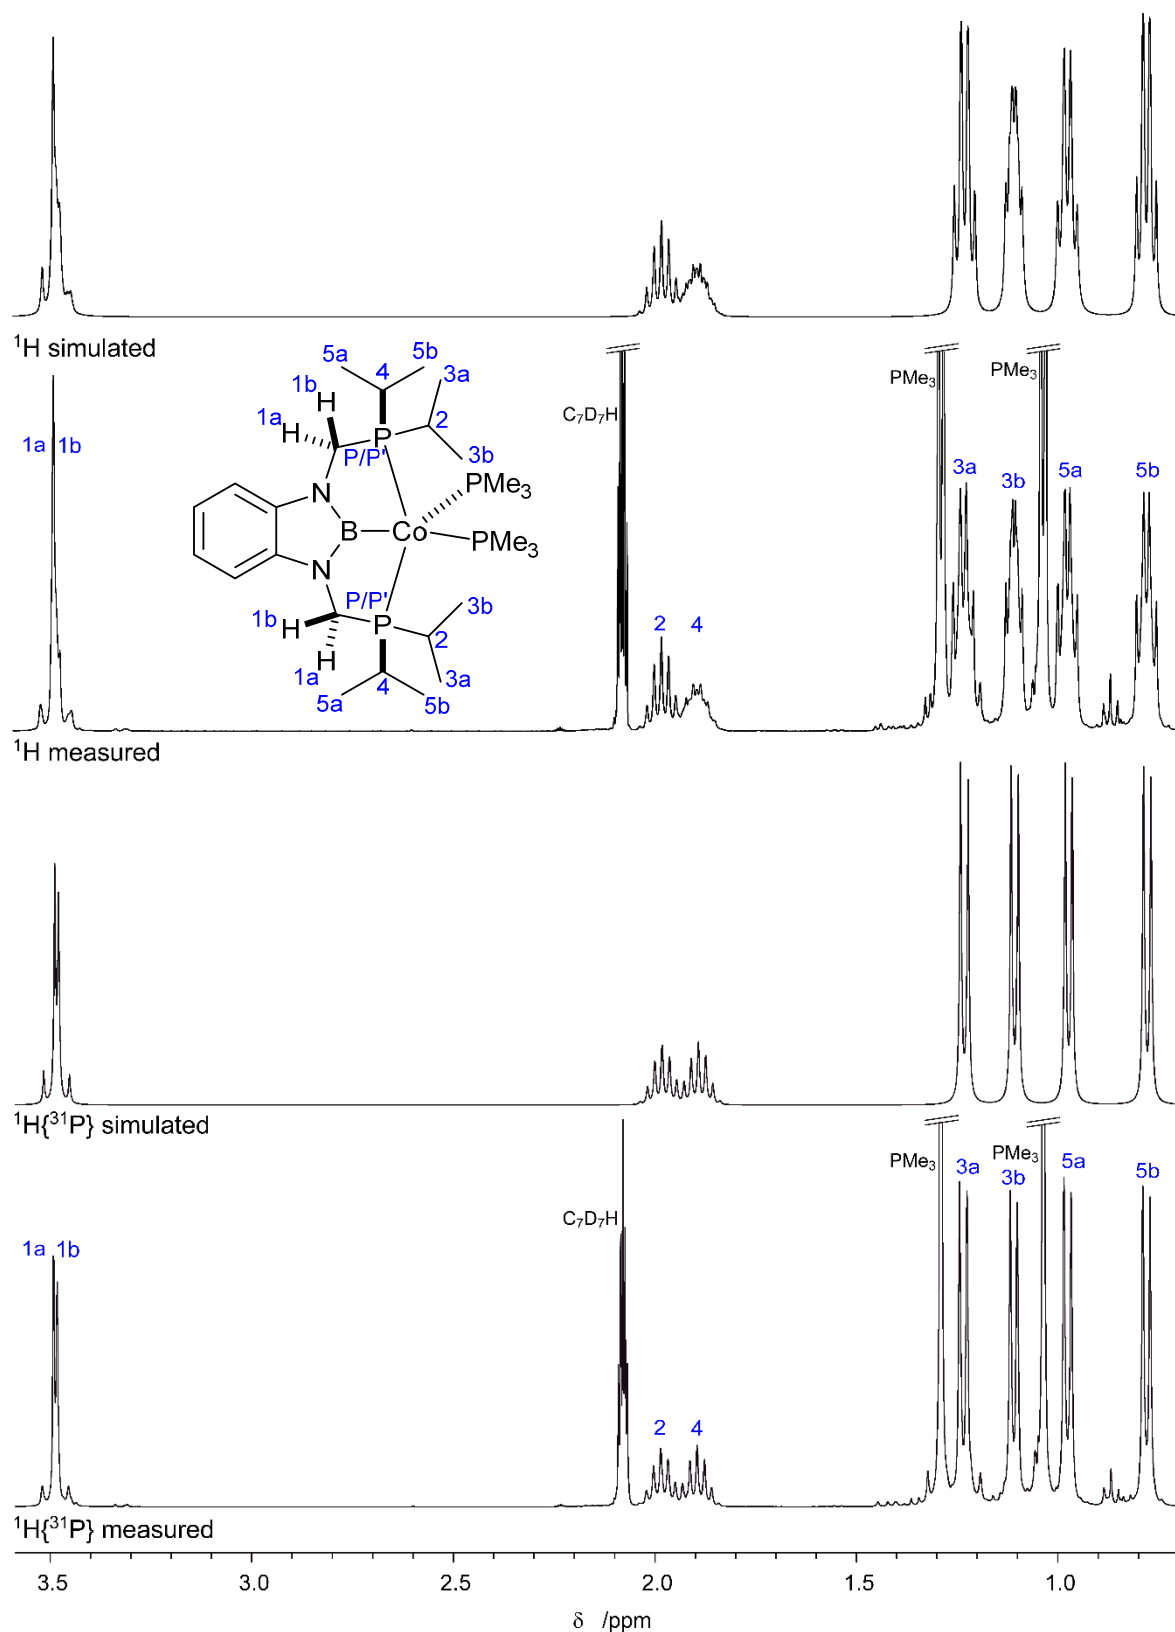 ¹H simulated
5a 5b
4 3a
1b
H
1a H
P 2
P/P' 3b
N PMe₃
B Co
PMe₃
N
P/P' 3b
1b H P 2
H
1a 3a
5a 4 5b
1a 1b
C₇D₇H
2 4
PMe₃ PMe₃
3a 3b 5a 5b
¹H measured
¹H{³¹P} simulated
1a 1b
C₇D₇H
2 4
PMe₃ 3a PMe₃ 3b 5a 5b
¹H{³¹P} measured
3.5 3.0 2.5 2.0 1.5 1.0
δ /ppm